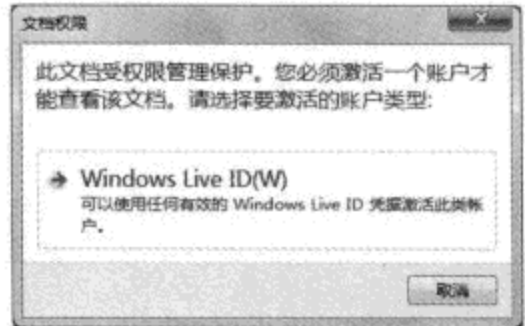 文档权限
此文档受权限管理保护。您必须激活一个账户才
能查看该文档。请选择要激活的账户类型:
Windows Live ID(W)
可以使用任何有效的 Windows Live ID 凭据激活此类帐
户。
取消